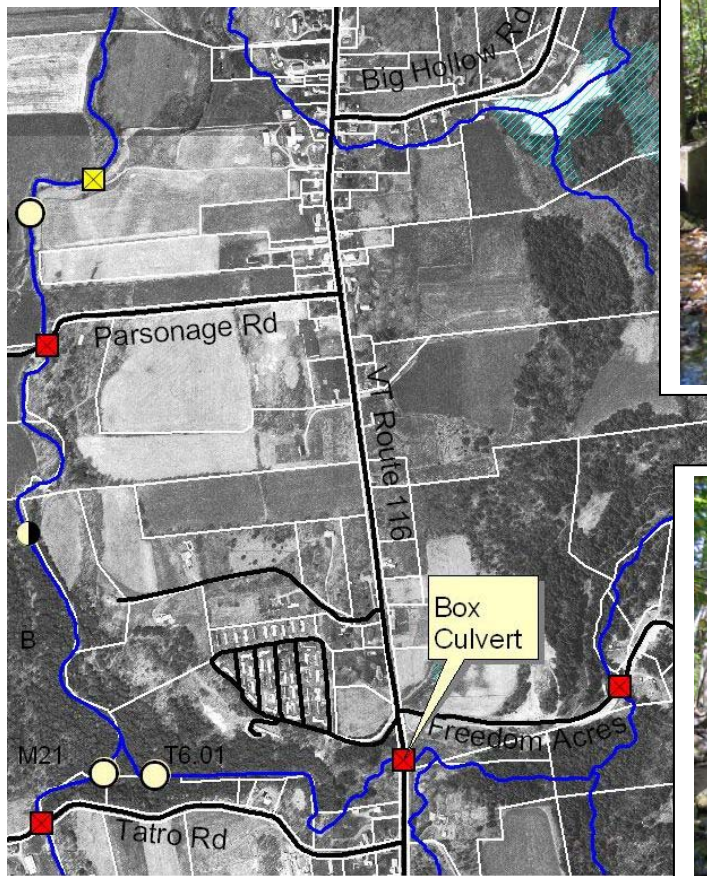 Big Hollow Rd
Parsonage Rd
VT Route 116
Box
Culvert
B
Freedom Acres
M21
T6.01
Tatro Rd